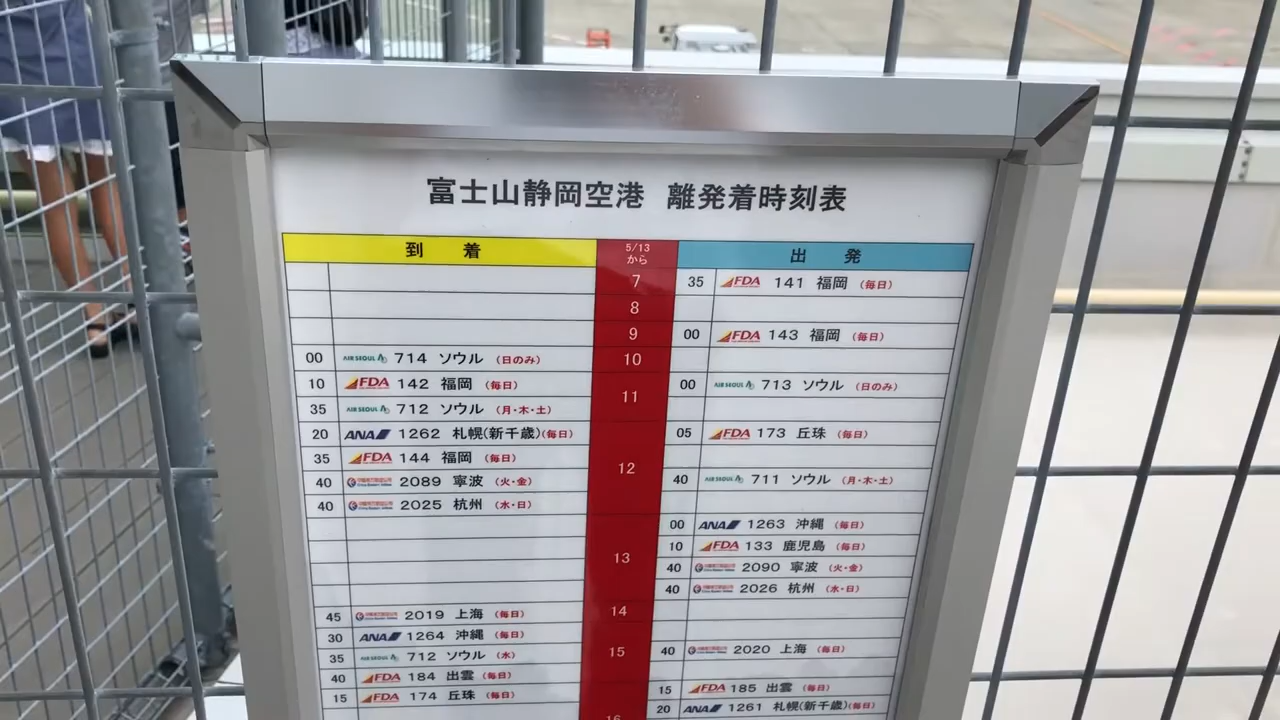 富士山静岡空港 離発着時刻表
到着 5/13から 出発
7 35 FDA 141 福岡 (毎日)
8
9 00 FDA 143 福岡 (毎日)
00 AIR SEOUL 714 ソウル (日のみ) 10
10 FDA 142 福岡 (毎日) 11 00 AIR SEOUL 713 ソウル (日のみ)
35 AIR SEOUL 712 ソウル (月・木・土)
20 ANA 1262 札幌(新千歳)(毎日) 05 FDA 173 丘珠 (毎日)
35 FDA 144 福岡 (毎日) 12
40 2089 寧波 (火・金) 40 AIR SEOUL 711 ソウル (月・木・土)
40 2025 杭州 (水・日)
00 ANA 1263 沖縄 (毎日)
13 10 FDA 133 鹿児島 (毎日)
40 2090 寧波 (火・金)
40 2026 杭州 (水・日)
45 2019 上海 (毎日) 14
30 ANA 1264 沖縄 (毎日)
35 AIR SEOUL 712 ソウル (水) 15 40 2020 上海 (毎日)
40 FDA 184 出雲 (毎日)
15 FDA 174 丘珠 (毎日) 15 FDA 185 出雲 (毎日)
16 20 ANA 1261 札幌(新千歳)(毎日)